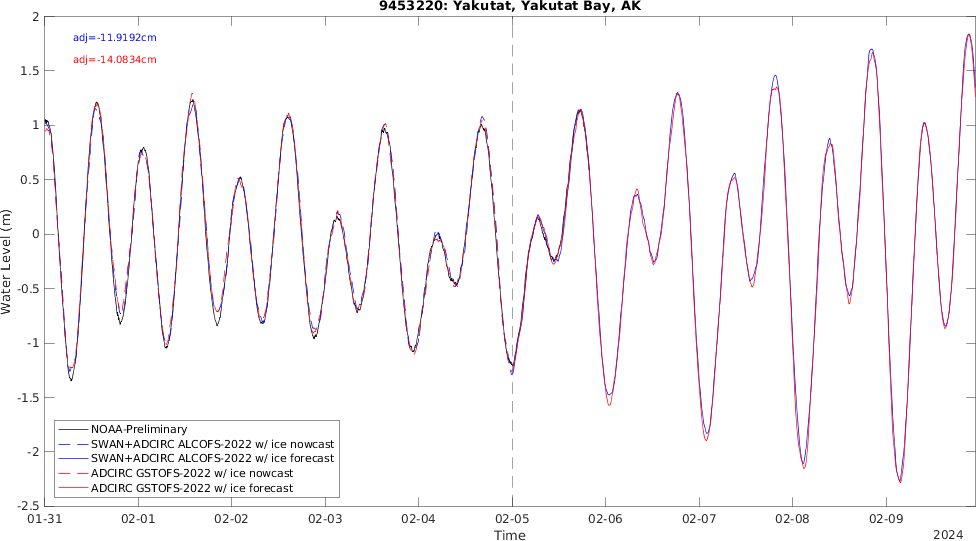 9453220: Yakutat, Yakutat Bay, AK
adj=-11.9192cm
adj=-14.0834cm
2
1.5
1
0.5
0
-0.5
-1
-1.5
-2
-2.5
Water Level (m)
NOAA-Preliminary
SWAN+ADCIRC ALCOFS-2022 w/ ice nowcast
SWAN+ADCIRC ALCOFS-2022 w/ ice forecast
ADCIRC GSTOFS-2022 w/ ice nowcast
ADCIRC GSTOFS-2022 w/ ice forecast
01-31 02-01 02-02 02-03 02-04 02-05 02-06 02-07 02-08 02-09
Time
2024